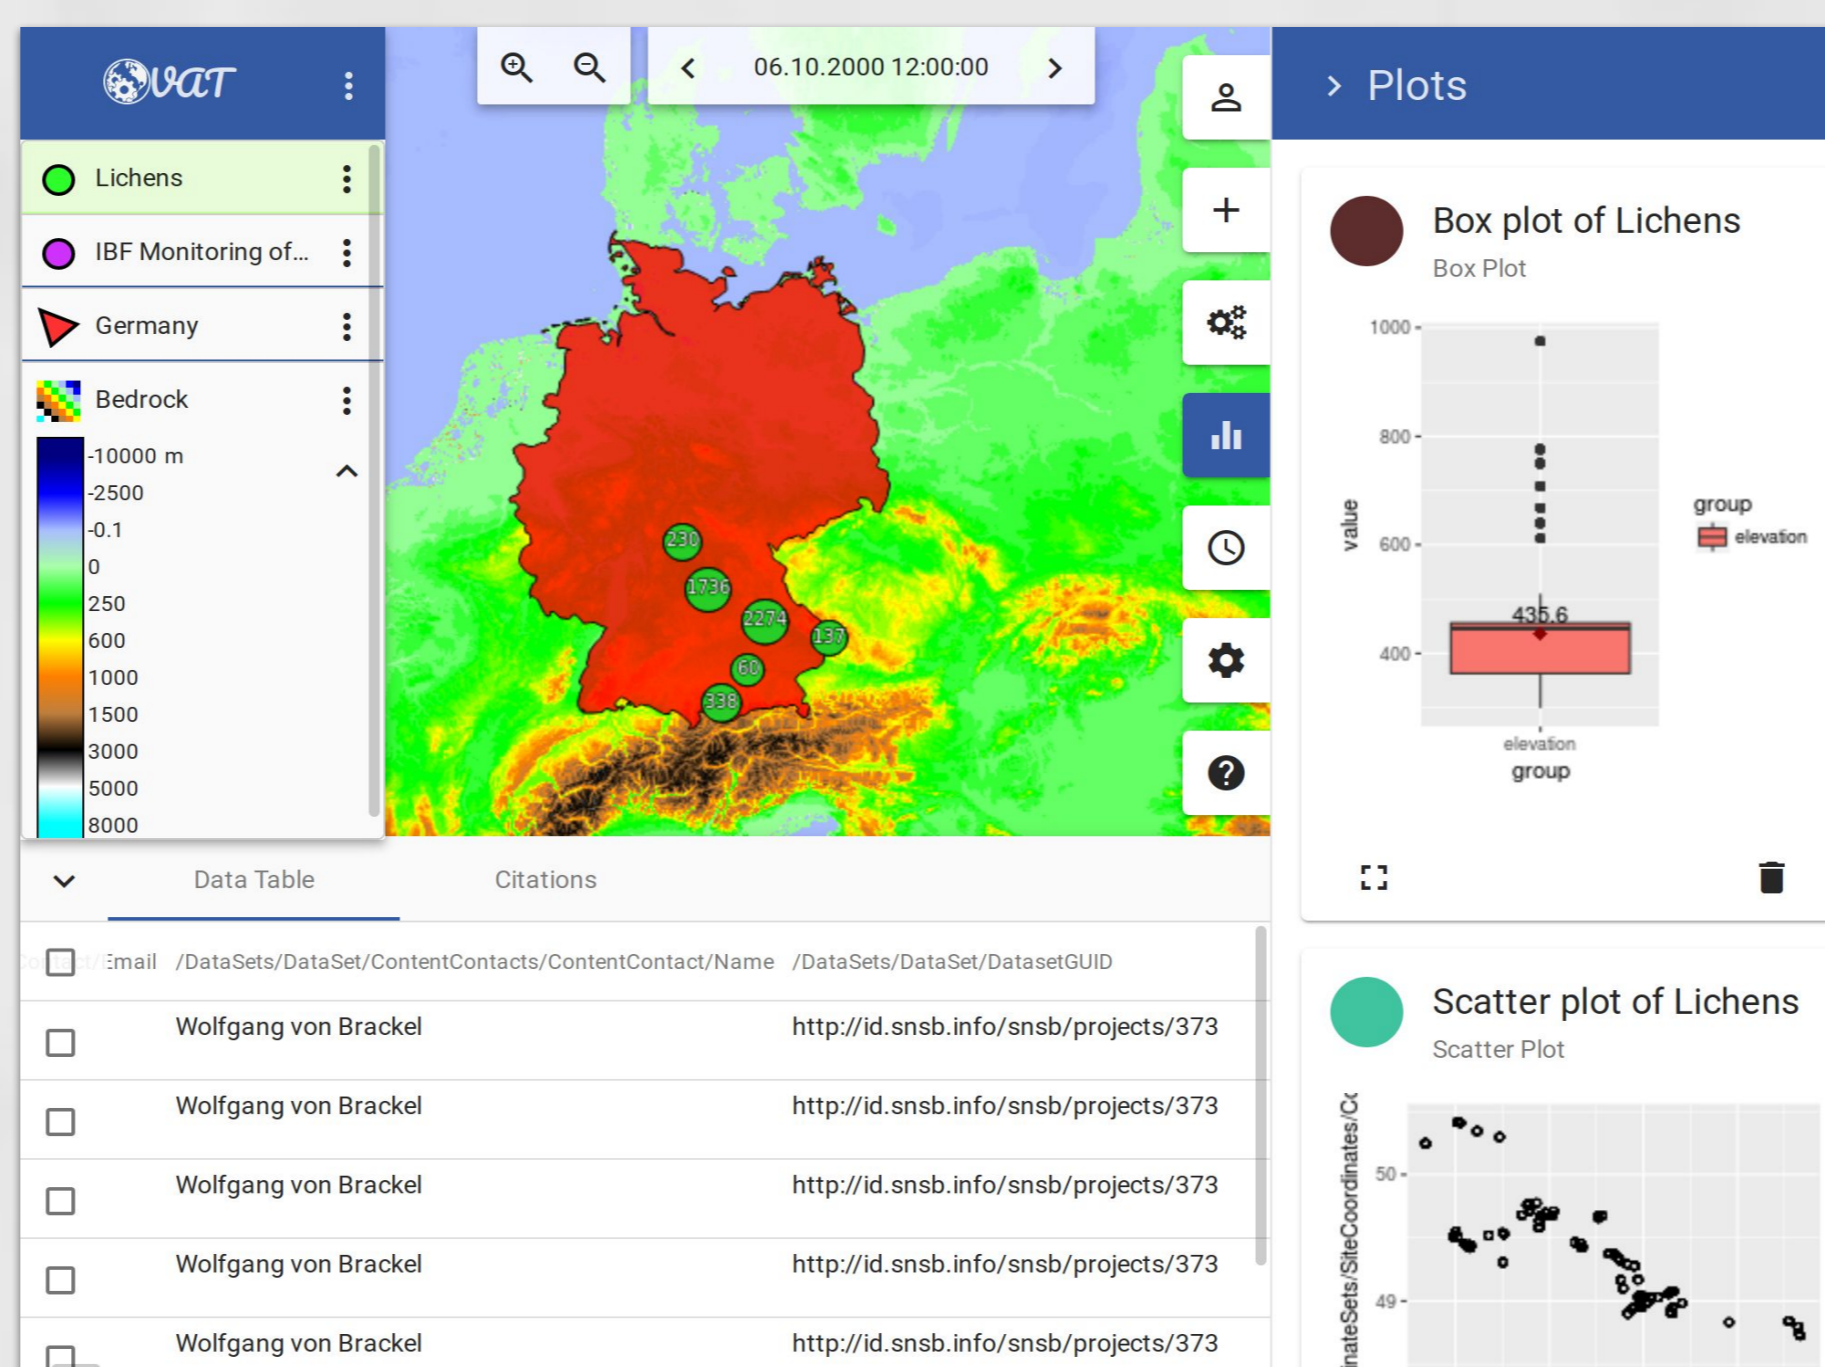 VAT
06.10.2000 12:00:00
Plots
Lichens
IBF Monitoring of...
Germany
Bedrock
-10000 m
-2500
-0.1
0
250
600
1000
1500
3000
5000
8000
230
1736
2274
137
60
338
Box plot of Lichens
Box Plot
1000
800
600
400
value
435.6
elevation
group
group
elevation
Data Table
Citations
Email /DataSets/DataSet/ContentContacts/ContentContact/Name /DataSets/DataSet/DatasetGUID
Wolfgang von Brackel http://id.snsb.info/snsb/projects/373
Wolfgang von Brackel http://id.snsb.info/snsb/projects/373
Wolfgang von Brackel http://id.snsb.info/snsb/projects/373
Wolfgang von Brackel http://id.snsb.info/snsb/projects/373
Wolfgang von Brackel http://id.snsb.info/snsb/projects/373
Scatter plot of Lichens
Scatter Plot
50
49